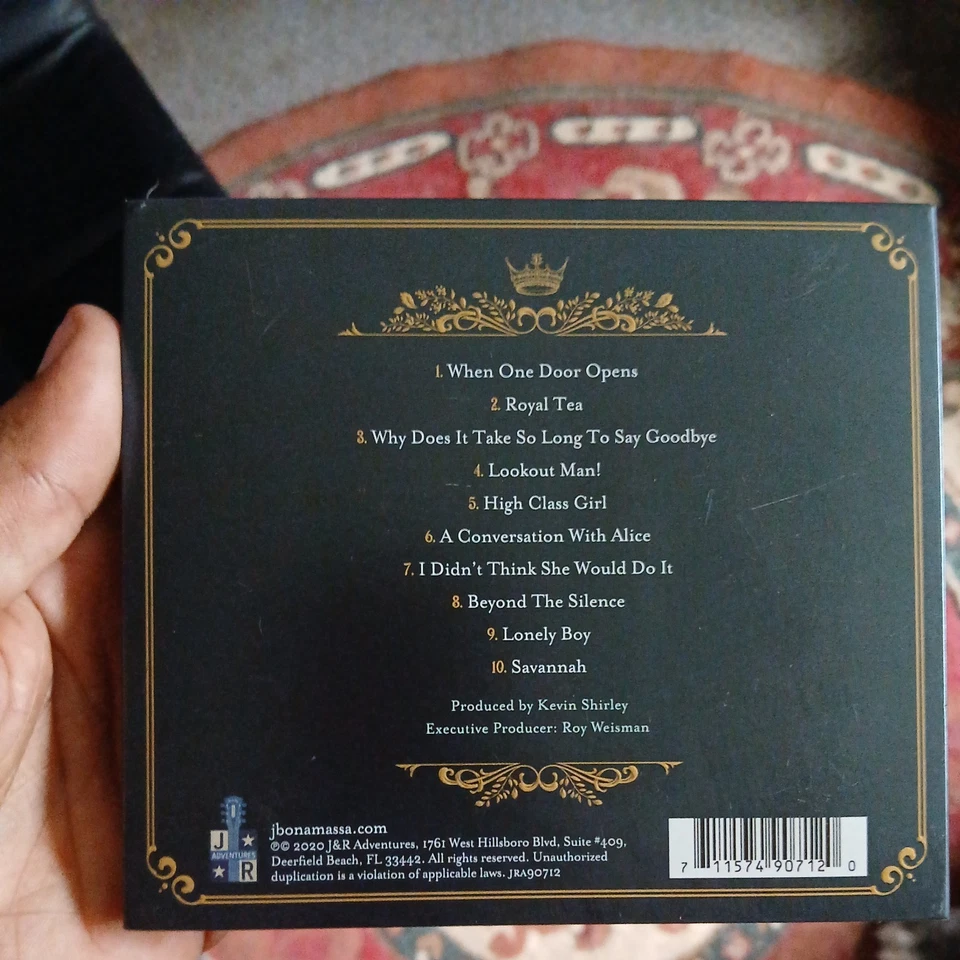 1. When One Door Opens
2. Royal Tea
3. Why Does It Take So Long To Say Goodbye
4. Lookout Man!
5. High Class Girl
6. A Conversation With Alice
7. I Didn't Think She Would Do It
8. Beyond The Silence
9. Lonely Boy
10. Savannah
Produced by Kevin Shirley
Executive Producer: Roy Weisman
J
ADVENTURES
R
jbonamassa.com
℗© 2020 J&R Adventures, 1761 West Hillsboro Blvd, Suite #409,
Deerfield Beach, FL 33442. All rights reserved. Unauthorized
duplication is a violation of applicable laws. JRA90712
7 11574 90712 0